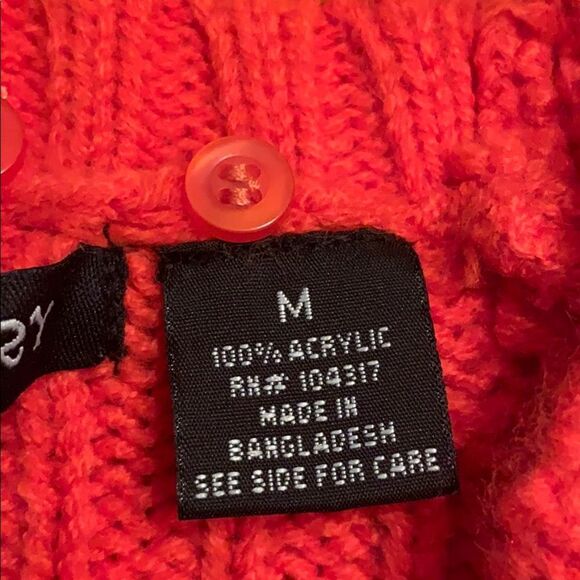 M
100% ACRYLIC
RN# 104317
MADE IN
BANGLADESH
SEE SIDE FOR CARE